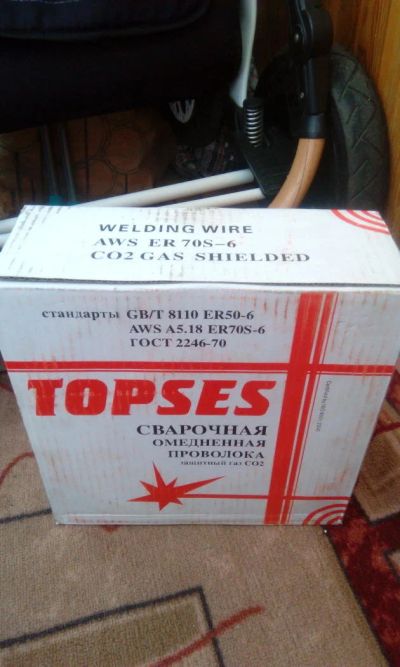 WELDING WIRE
AWS ER 70S-6
CO2 GAS SHIELDED
стандарты GB/T 8110 ER50-6
AWS A5.18 ER70S-6
ГОСТ 2246-70
TOPSES
СВАРОЧНАЯ
ОМЕДНЕННАЯ
ПРОВОЛОКА
защитный газ CO2